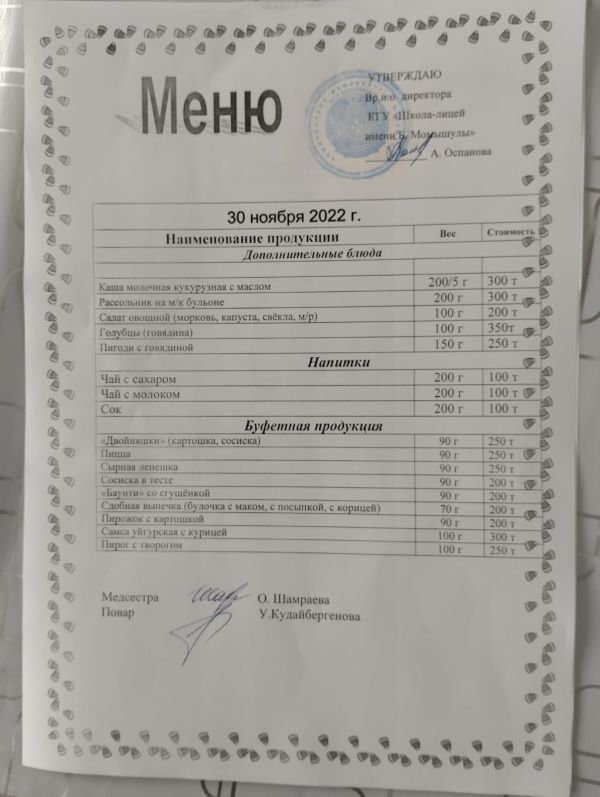 УТВЕРЖДАЮ
Меню
Вр.и.о. директора
КГУ «Школа-лицей
имени Б. Момышулы»
А. Оспанова
30 ноября 2022 г.
Наименование продукции Вес Стоимость
Дополнительные блюда
Каша молочная кукурузная с маслом 200/5 г 300 т
Рассольник на м/к бульоне 200 г 300 т
Салат овощной (морковь, капуста, свёкла, м/р) 100 г 200 т
Голубцы (говядина) 100 г 350т
Пигоди с говядиной 150 г 250 т
Напитки
Чай с сахаром 200 г 100 т
Чай с молоком 200 г 100 т
Сок 200 г 100 т
Буфетная продукция
«Двойняшки» (картошка, сосиска) 90 г 250 т
Пицца 90 г 250 т
Сырная лепешка 90 г 250 т
Сосиска в тесте 90 г 200 т
«Баунти» со сгущёнкой 90 г 200 т
Сдобная выпечка (булочка с маком, с посыпкой, с корицей) 70 г 200 т
Пирожок с картошкой 90 г 200 т
Самса уйгурская с курицей 100 г 300 т
Пирог с творогом 100 г 250 т
Медсестра О. Шамраева
Повар У.Кудайбергенова